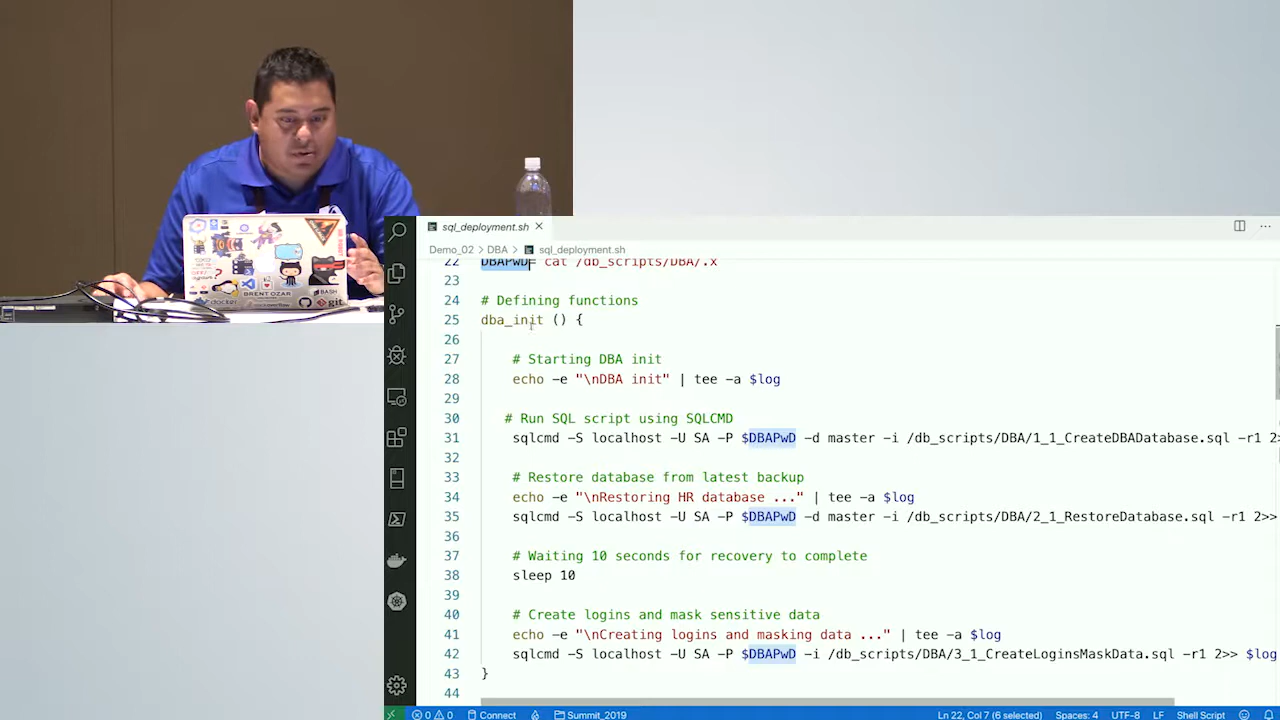 sql_deployment.sh
Demo_02 > DBA > sql_deployment.sh
22 DBAPwD=`cat /db_scripts/DBA/.x
23
24 # Defining functions
25 dba_init () {
26
27 # Starting DBA init
28 echo -e "\nDBA init" | tee -a $log
29
30 # Run SQL script using SQLCMD
31 sqlcmd -S localhost -U SA -P $DBAPwD -d master -i /db_scripts/DBA/1_1_CreateDBADatabase.sql -r1 2>
32
33 # Restore database from latest backup
34 echo -e "\nRestoring HR database ..." | tee -a $log
35 sqlcmd -S localhost -U SA -P $DBAPwD -d master -i /db_scripts/DBA/2_1_RestoreDatabase.sql -r1 2>>
36
37 # Waiting 10 seconds for recovery to complete
38 sleep 10
39
40 # Create logins and mask sensitive data
41 echo -e "\nCreating logins and masking data ..." | tee -a $log
42 sqlcmd -S localhost -U SA -P $DBAPwD -i /db_scripts/DBA/3_1_CreateLoginsMaskData.sql -r1 2>> $log
43 }
44
0 0 Connect Summit_2019 Ln 22, Col 7 (6 selected) Spaces: 4 UTF-8 LF Shell Script
BRENT OZAR
docker
BASH
git